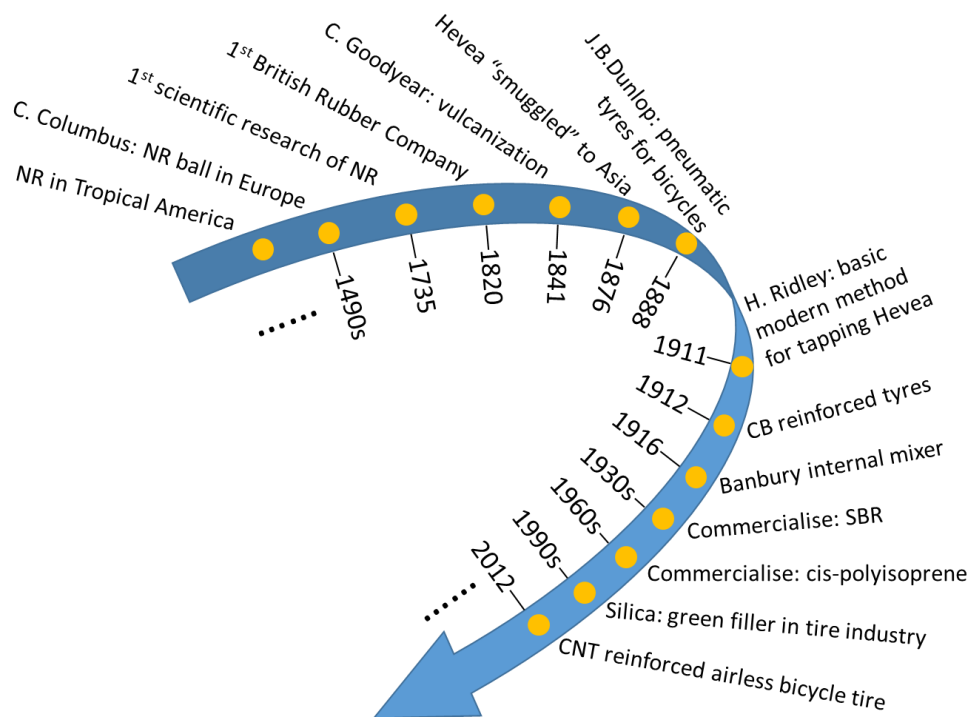 NR in Tropical America
C. Columbus: NR ball in Europe
1st scientific research of NR
1st British Rubber Company
C. Goodyear: vulcanization
Hevea “smuggled” to Asia
J.B.Dunlop: pneumatic
tyres for bicycles
H. Ridley: basic
modern method
for tapping Hevea
CB reinforced tyres
Banbury internal mixer
Commercialise: SBR
Commercialise: cis-polyisoprene
Silica: green filler in tire industry
CNT reinforced airless bicycle tire
.......
1490s
1735
1820
1841
1876
1888
1911
1912
1916
1930s
1960s
1990s
2012
.......